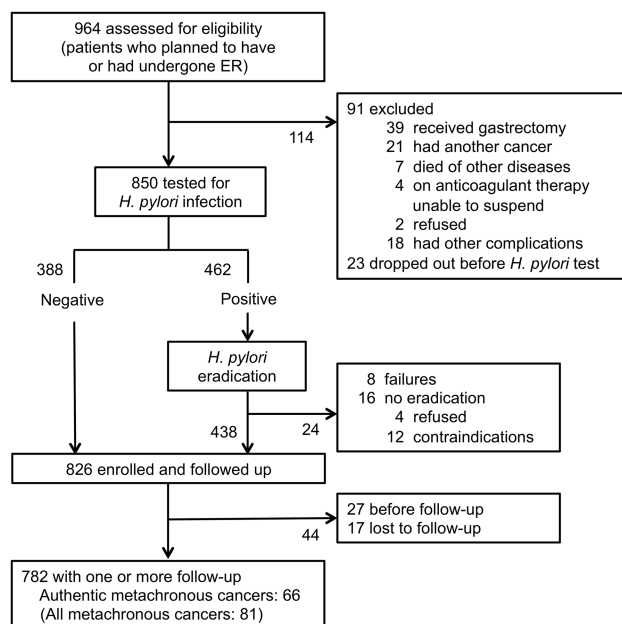 964 assessed for eligibility
(patients who planned to have
or had undergone ER)
114
91 excluded
39 received gastrectomy
21 had another cancer
7 died of other diseases
4 on anticoagulant therapy
unable to suspend
2 refused
18 had other complications
23 dropped out before H. pylori test
850 tested for
H. pylori infection
388
462
Negative
Positive
H. pylori
eradication
438
24
8 failures
16 no eradication
4 refused
12 contraindications
826 enrolled and followed up
44
27 before follow-up
17 lost to follow-up
782 with one or more follow-up
Authentic metachronous cancers: 66
(All metachronous cancers: 81)